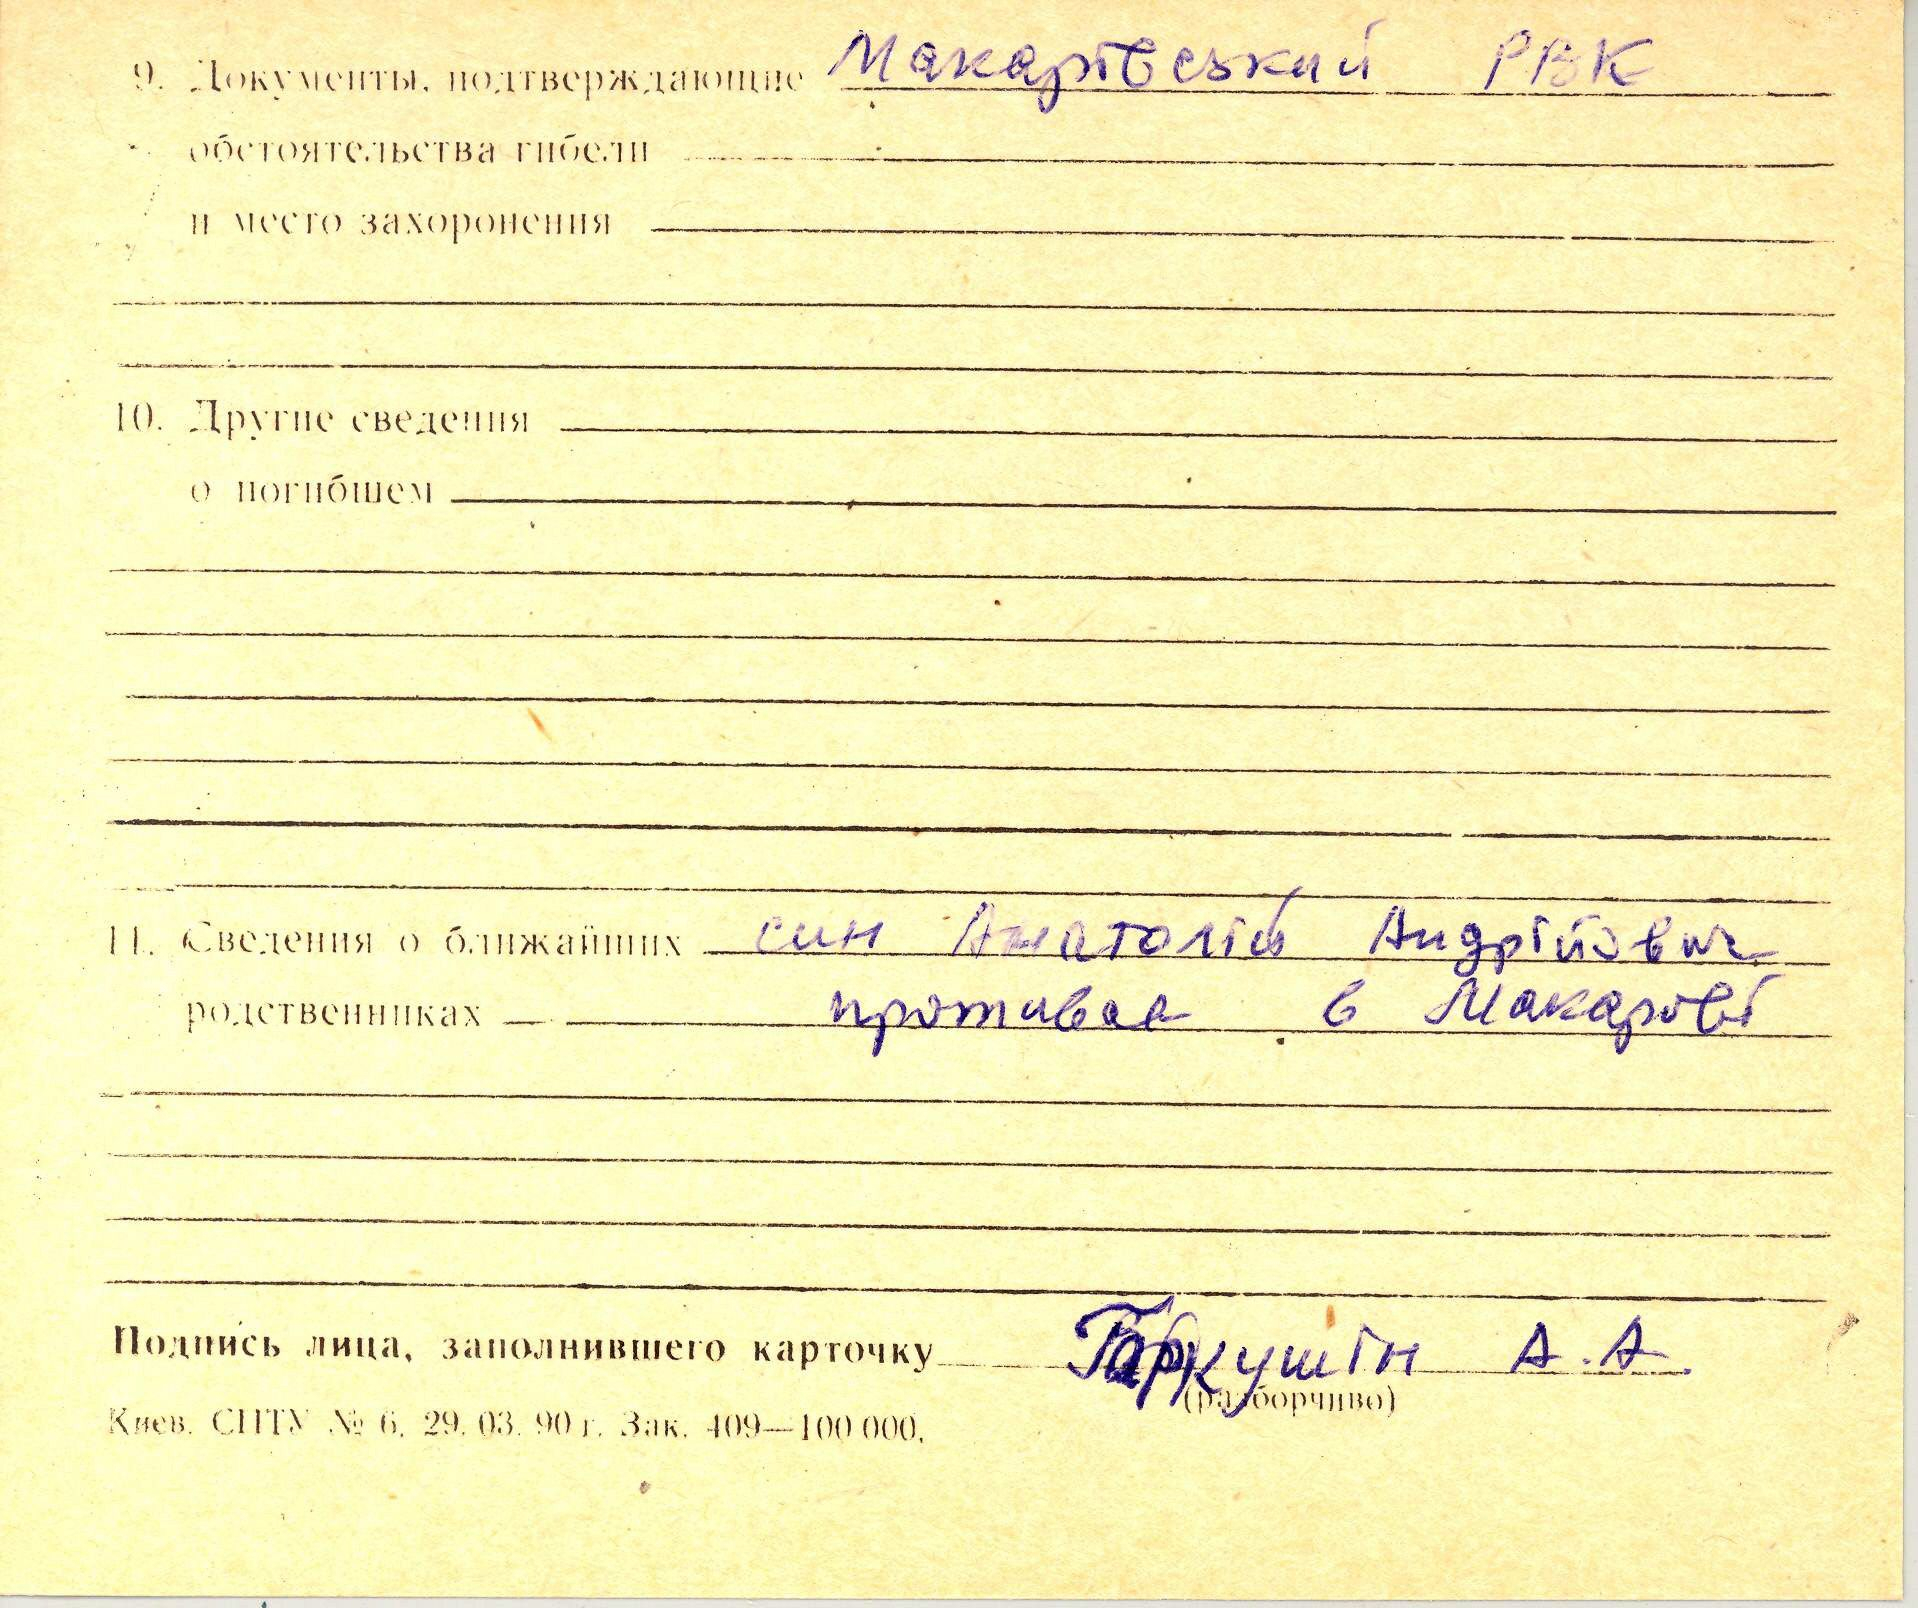 9. Документы, подтверждающие Макарівський РВК
обстоятельства гибели
и место захоронения
10. Другие сведения
о погибшем
11. Сведения о ближайших син Анатолій Андрійович
родственниках проживає в Макарові
Подпись лица, заполнившего карточку А. А.
(разборчиво)
Киев. СПТУ № 6. 29. 03. 90 г. Зак. 409—100 000.